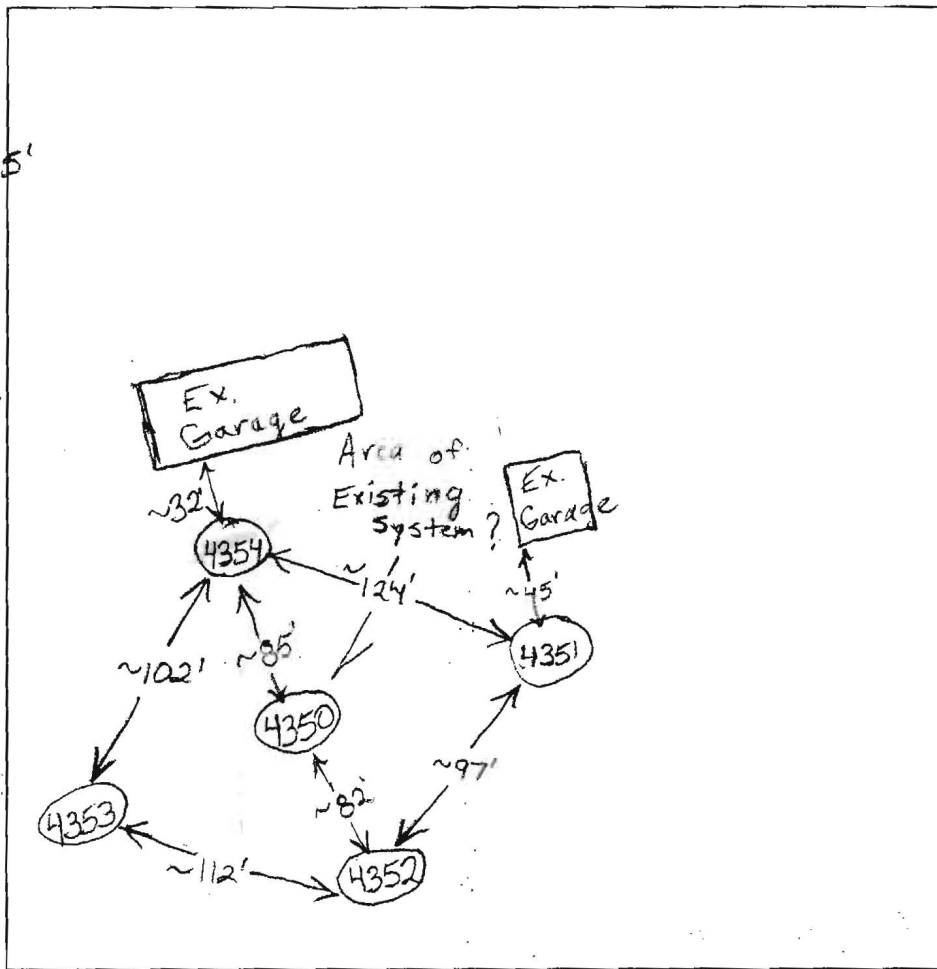 5'
Ex.
Garage
Area of
Existing
System?
Ex.
Garage
~32'
4354
~124'
~45'
4351
~102'
~85'
4350
~97'
~82'
4353
~112'
4352